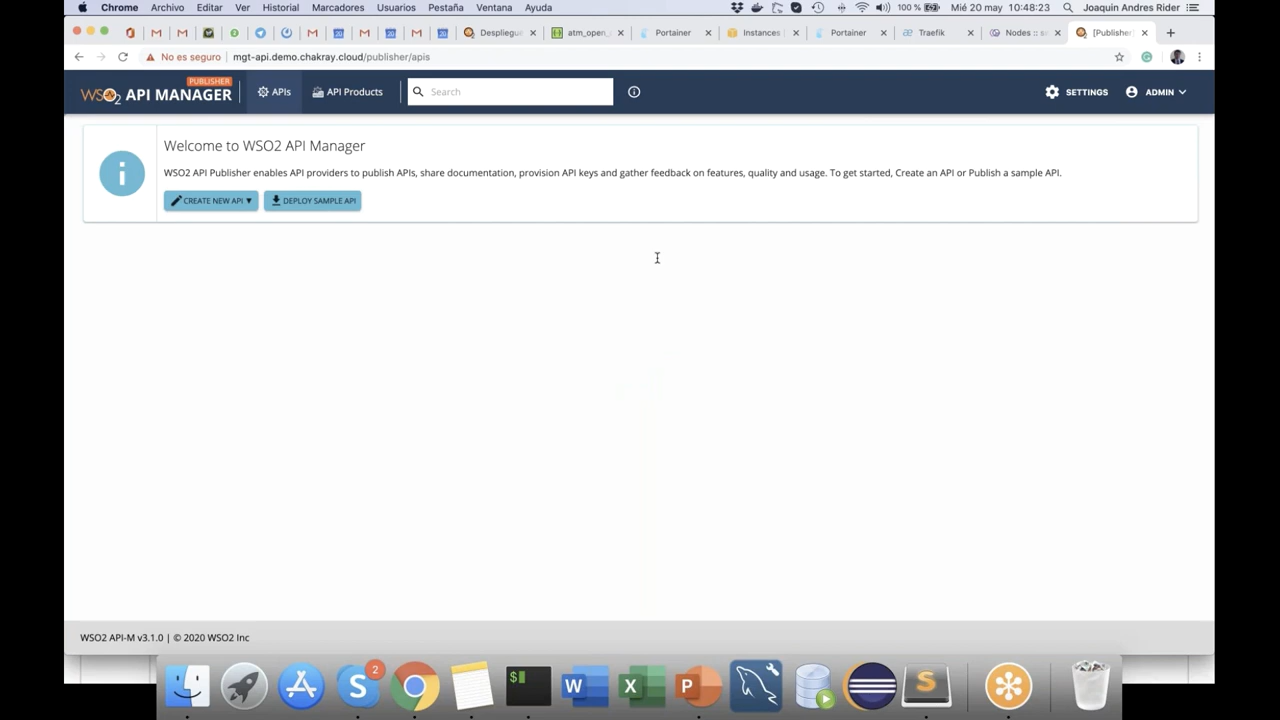 Chrome Archivo Editar Ver Historial Marcadores Usuarios Pestaña Ventana Ayuda 100 % Mié 20 may 10:48:23 Joaquin Andres Rider
Despliegue atm_open_ Portainer Instances Portainer Traefik Nodes :: se [Publisher]
No es seguro mgt-api.demo.chakray.cloud/publisher/apis
PUBLISHER
WSO2 API MANAGER APIs API Products Search SETTINGS ADMIN
Welcome to WSO2 API Manager
WSO2 API Publisher enables API providers to publish APIs, share documentation, provision API keys and gather feedback on features, quality and usage. To get started, Create an API or Publish a sample API.
CREATE NEW API DEPLOY SAMPLE API
WSO2 API-M v3.1.0 | © 2020 WSO2 Inc
2
$ W X P S